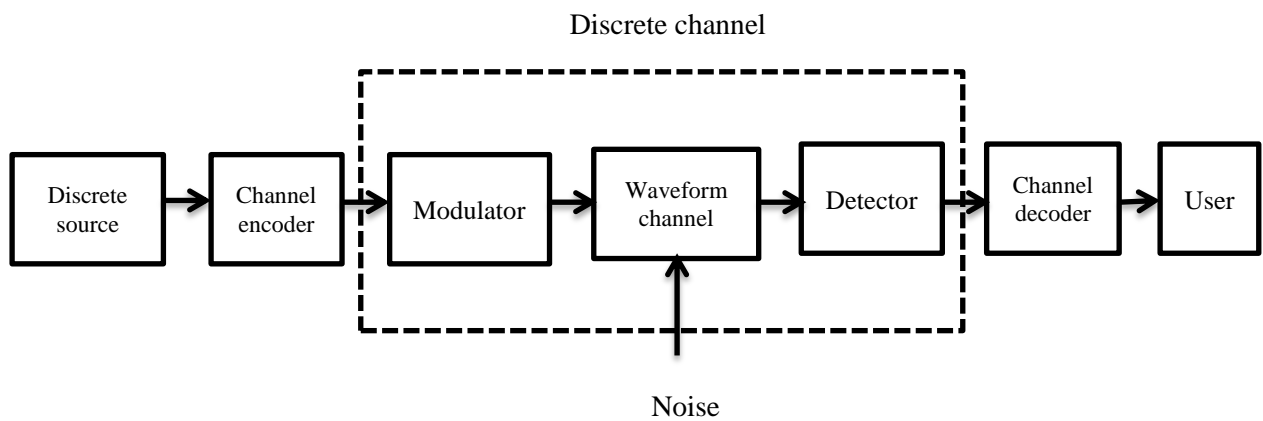 Discrete channel
Discrete
source
Channel
encoder
Modulator
Waveform
channel
Detector
Channel
decoder
User
Noise